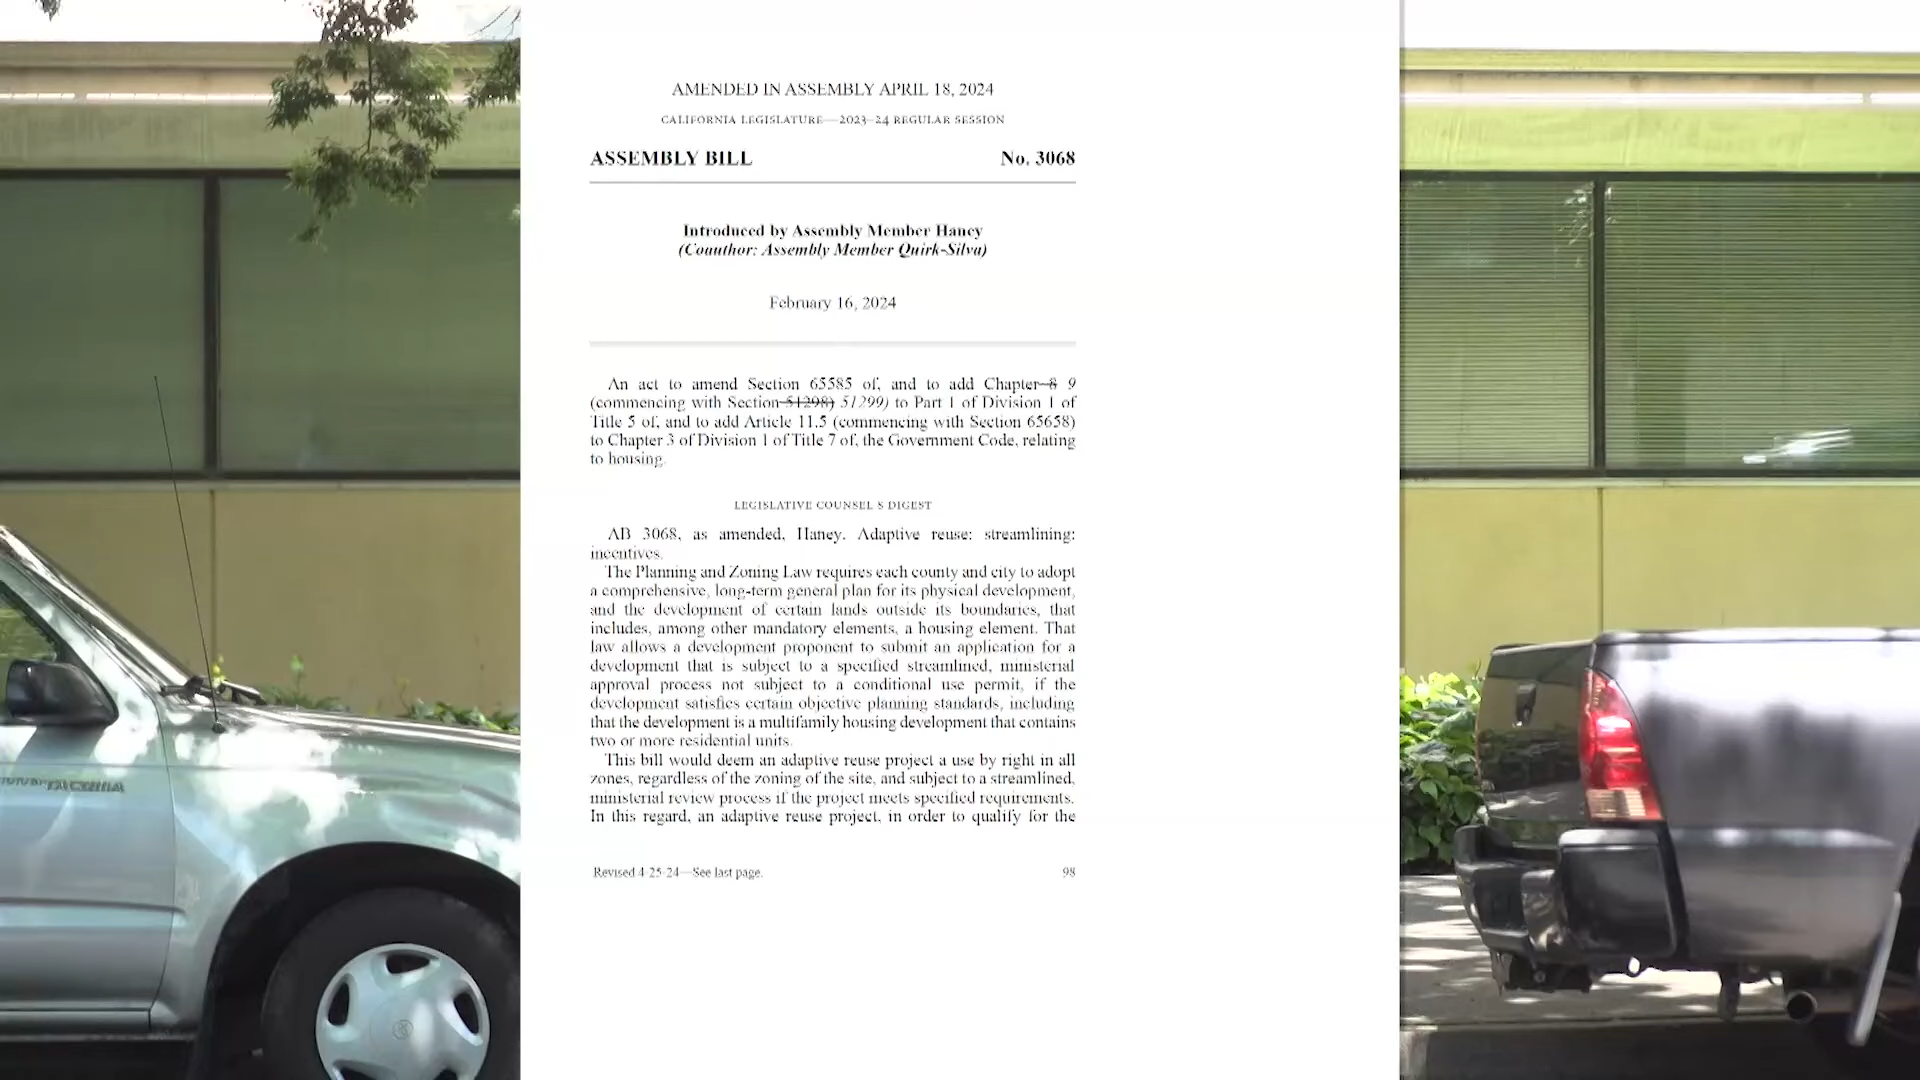 AMENDED IN ASSEMBLY APRIL 18, 2024
CALIFORNIA LEGISLATURE—2023–24 REGULAR SESSION
ASSEMBLY BILL No. 3068
Introduced by Assembly Member Haney
(Coauthor: Assembly Member Quirk-Silva)
February 16, 2024
An act to amend Section 65585 of, and to add Chapter 8 9
(commencing with Section 51298) 51299) to Part 1 of Division 1 of
Title 5 of, and to add Article 11.5 (commencing with Section 65658)
to Chapter 3 of Division 1 of Title 7 of, the Government Code, relating
to housing.
LEGISLATIVE COUNSEL'S DIGEST
AB 3068, as amended, Haney. Adaptive reuse: streamlining:
incentives.
The Planning and Zoning Law requires each county and city to adopt
a comprehensive, long-term general plan for its physical development,
and the development of certain lands outside its boundaries, that
includes, among other mandatory elements, a housing element. That
law allows a development proponent to submit an application for a
development that is subject to a specified streamlined, ministerial
approval process not subject to a conditional use permit, if the
development satisfies certain objective planning standards, including
that the development is a multifamily housing development that contains
two or more residential units.
This bill would deem an adaptive reuse project a use by right in all
zones, regardless of the zoning of the site, and subject to a streamlined,
ministerial review process if the project meets specified requirements.
In this regard, an adaptive reuse project, in order to qualify for the
Revised 4-25-24—See last page. 98